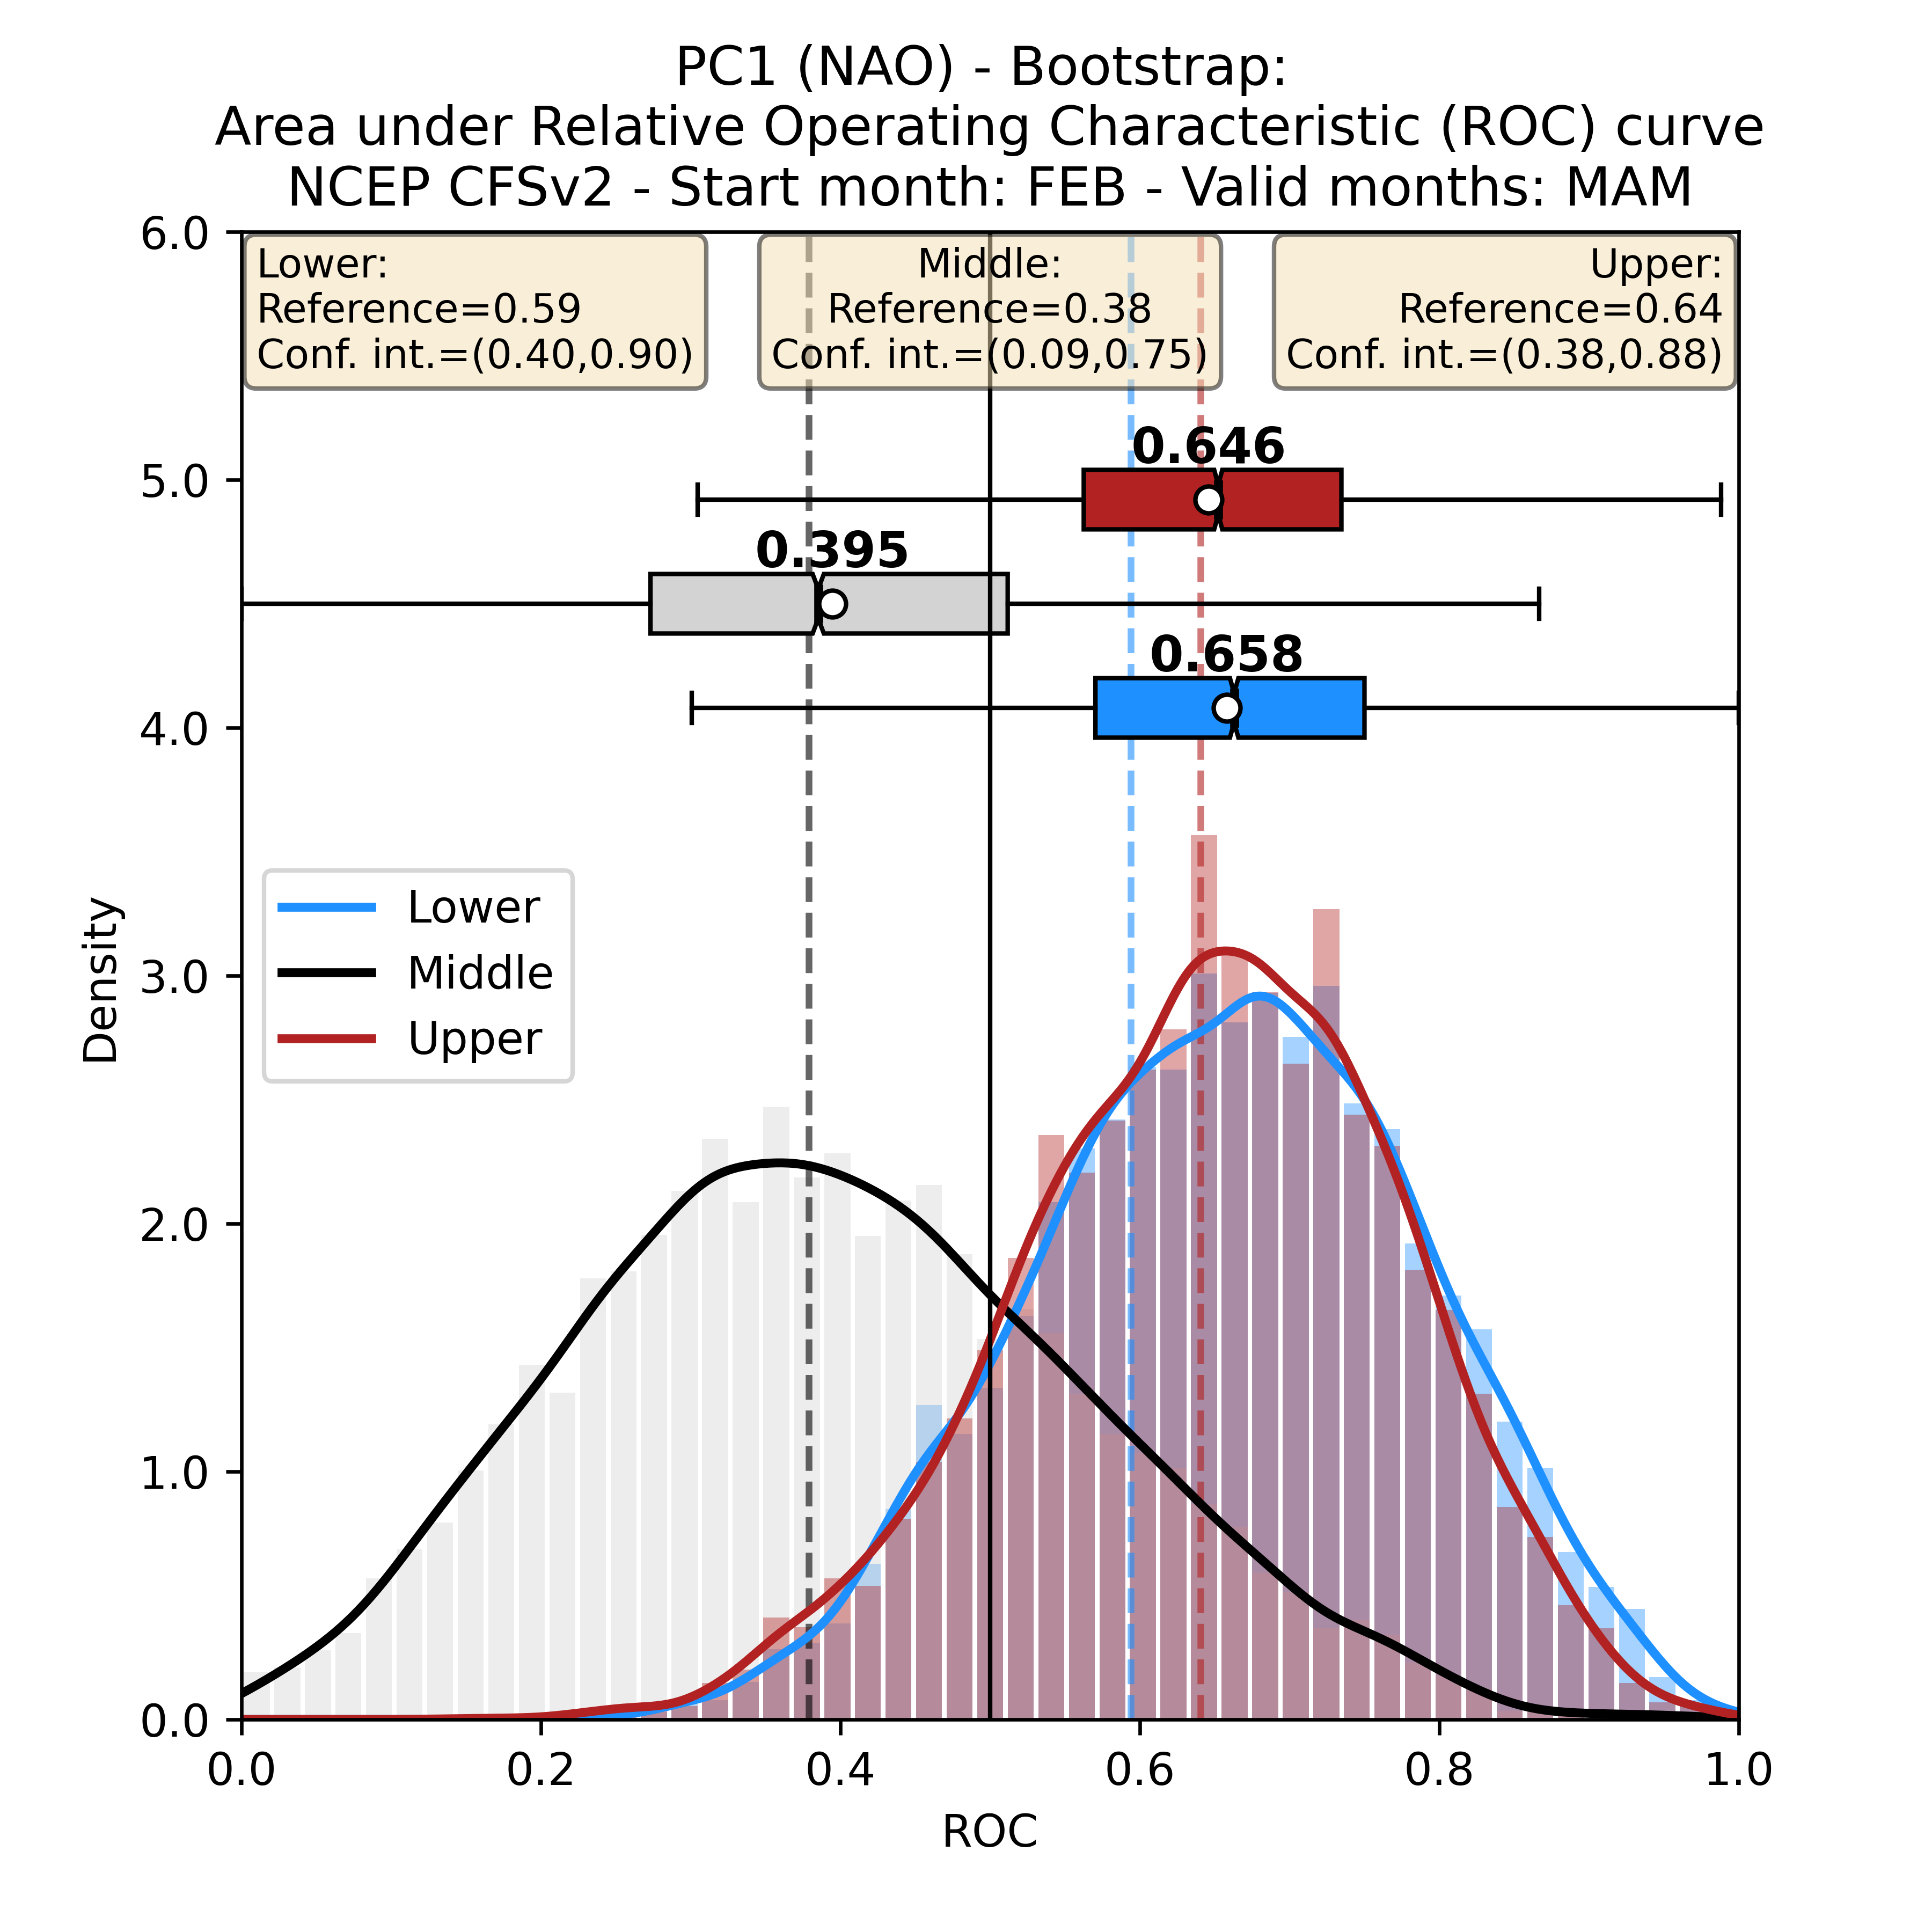 PC1 (NAO) - Bootstrap:
Area under Relative Operating Characteristic (ROC) curve
NCEP CFSv2 - Start month: FEB - Valid months: MAM
Lower:
Reference=0.59
Conf. int.=(0.40,0.90)
Middle:
Reference=0.38
Conf. int.=(0.09,0.75)
Upper:
Reference=0.64
Conf. int.=(0.38,0.88)
0.646
0.395
0.658
Lower
Middle
Upper
Density
6.0
5.0
4.0
3.0
2.0
1.0
0.0
0.0 0.2 0.4 0.6 0.8 1.0
ROC